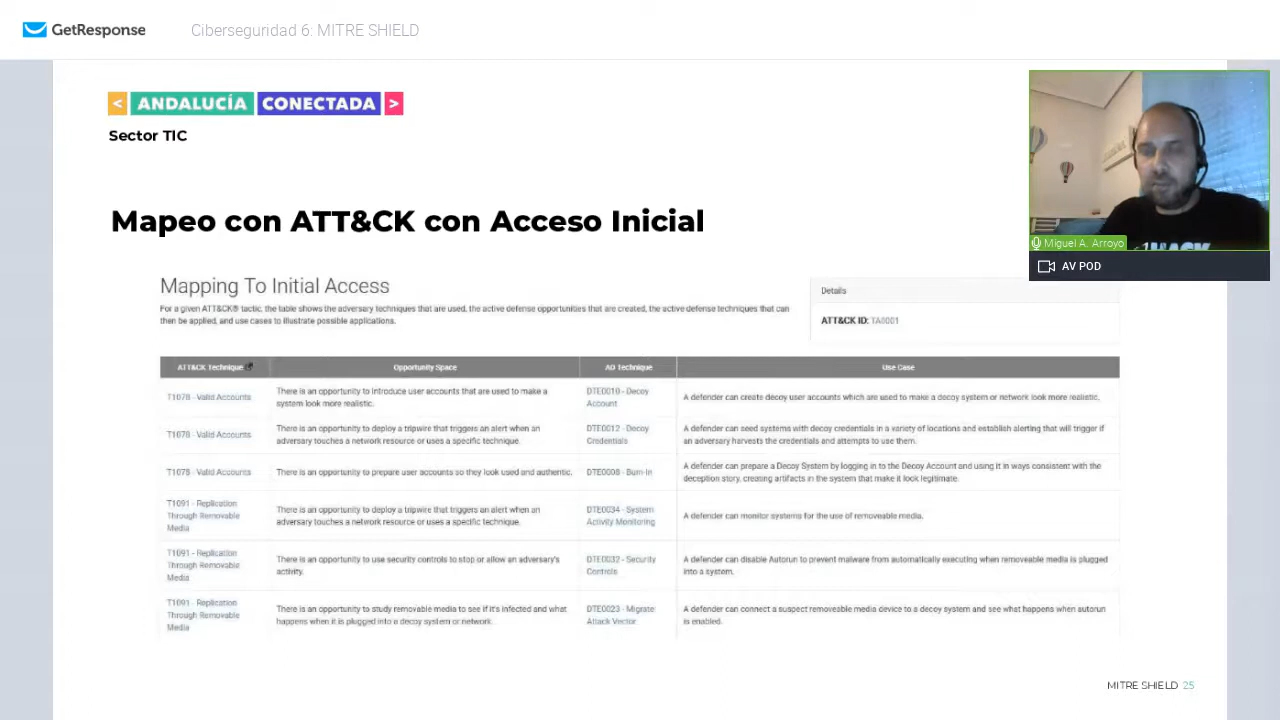 GetResponse
Ciberseguridad 6: MITRE SHIELD
< ANDALUCÍA CONECTADA >
Sector TIC
Miguel A. Arroyo
AV POD
Mapeo con ATT&CK con Acceso Inicial
Mapping To Initial Access
For a given ATT&CK® tactic, the table shows the adversary techniques that are used, the active defense opportunities that are created, the active defense techniques that can
then be applied, and use cases to illustrate possible applications.
Details
ATT&CK ID: TA0001
ATT&CK Technique Opportunity Space AD Technique Use Case
T1078 - Valid Accounts
There is an opportunity to introduce user accounts that are used to make a
system look more realistic.
DTE0010 - Decoy
Account
A defender can create decoy user accounts which are used to make a decoy system or network look more realistic.
T1078 - Valid Accounts
There is an opportunity to deploy a tripwire that triggers an alert when an
adversary touches a network resource or uses a specific technique.
DTE0012 - Decoy
Credentials
A defender can seed systems with decoy credentials in a variety of locations and establish alerting that will trigger if
an adversary harvests the credentials and attempts to use them.
T1078 - Valid Accounts
There is an opportunity to prepare user accounts so they look used and authentic.
DTE0008 - Burn-In
A defender can prepare a Decoy System by logging in to the Decoy Account and using it in ways consistent with the
deception story, creating artifacts in the system that make it look legitimate.
T1091 - Replication
Through Removable
Media
There is an opportunity to deploy a tripwire that triggers an alert when an
adversary touches a network resource or uses a specific technique.
DTE0034 - System
Activity Monitoring
A defender can monitor systems for the use of removeable media.
T1091 - Replication
Through Removable
Media
There is an opportunity to use security controls to stop or allow an adversary's
activity.
DTE0032 - Security
Controls
A defender can disable Autorun to prevent malware from automatically executing when removeable media is plugged
into a system.
T1091 - Replication
Through Removable
Media
There is an opportunity to study removable media to see if it's infected and what
happens when it is plugged into a decoy system or network.
DTE0023 - Migrate
Attack Vector
A defender can connect a suspect removeable media device to a decoy system and see what happens when autorun
is enabled.
MITRE SHIELD 25